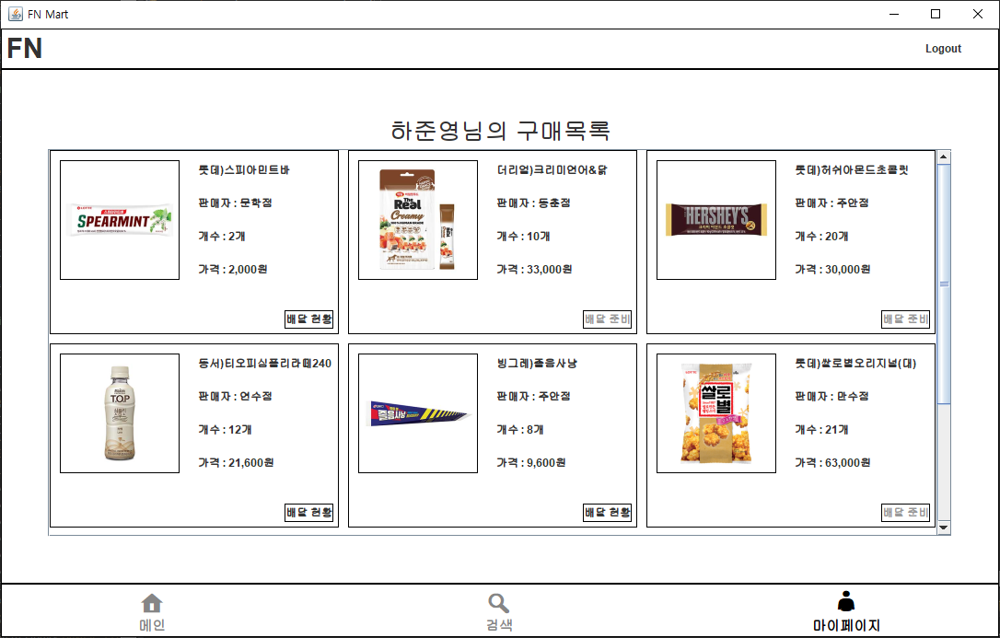 FN Mart
FN
Logout
하준영님의 구매목록
롯데)스피아민트바
판매자 : 문학점
개수 : 2개
가격 : 2,000원
배달 현황
더리얼)크리미연어&닭
판매자 : 동춘점
개수 : 10개
가격 : 33,000원
배달 준비
롯데)허쉬아몬드초콜릿
판매자 : 주안점
개수 : 20개
가격 : 30,000원
배달 준비
동서)티오피심플리라떼240
판매자 : 연수점
개수 : 12개
가격 : 21,600원
배달 현황
빙그레)졸음사냥
판매자 : 주안점
개수 : 8개
가격 : 9,600원
배달 현황
롯데)쌀로별오리지널(대)
판매자 : 만수점
개수 : 21개
가격 : 63,000원
배달 준비
LOTTE
SPEARMINT
The
Real
Creamy
HERSHEY'S
T.O.P
졸음사냥
쌀로
별
메인
검색
마이페이지